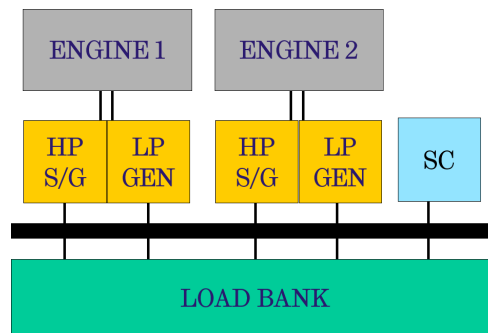 ENGINE 1
ENGINE 2
HP
S/G
LP
GEN
HP
S/G
LP
GEN
SC
LOAD BANK